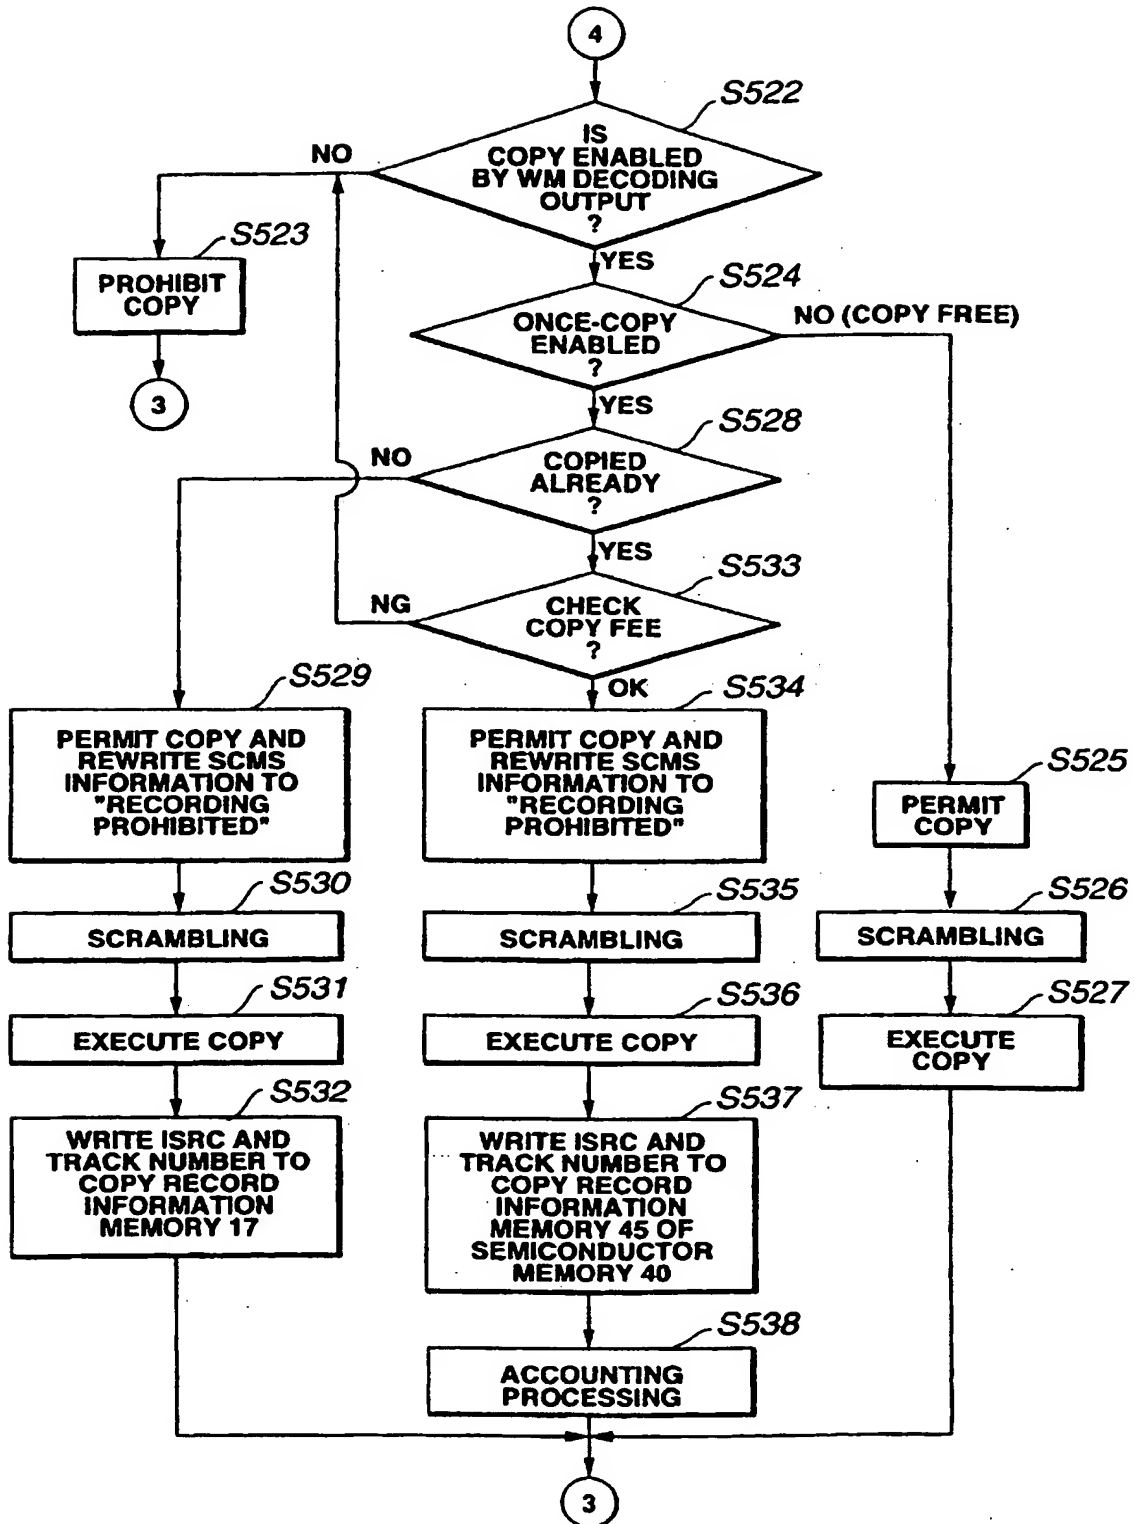 4
S522
IS
COPY ENABLED
BY WM DECODING
OUTPUT
?
NO
YES
S523
PROHIBIT
COPY
3
S524
ONCE-COPY
ENABLED
?
NO (COPY FREE)
YES
S528
COPIED
ALREADY
?
NO
YES
S533
CHECK
COPY FEE
?
NG
OK
S529
PERMIT COPY AND
REWRITE SCMS
INFORMATION TO
"RECORDING
PROHIBITED"
S534
PERMIT COPY AND
REWRITE SCMS
INFORMATION TO
"RECORDING
PROHIBITED"
S525
PERMIT
COPY
S530
SCRAMBLING
S535
SCRAMBLING
S526
SCRAMBLING
S531
EXECUTE COPY
S536
EXECUTE COPY
S527
EXECUTE
COPY
S532
WRITE ISRC AND
TRACK NUMBER TO
COPY RECORD
INFORMATION
MEMORY 17
S537
WRITE ISRC AND
TRACK NUMBER TO
COPY RECORD
INFORMATION
MEMORY 45 OF
SEMICONDUCTOR
MEMORY 40
S538
ACCOUNTING
PROCESSING
3